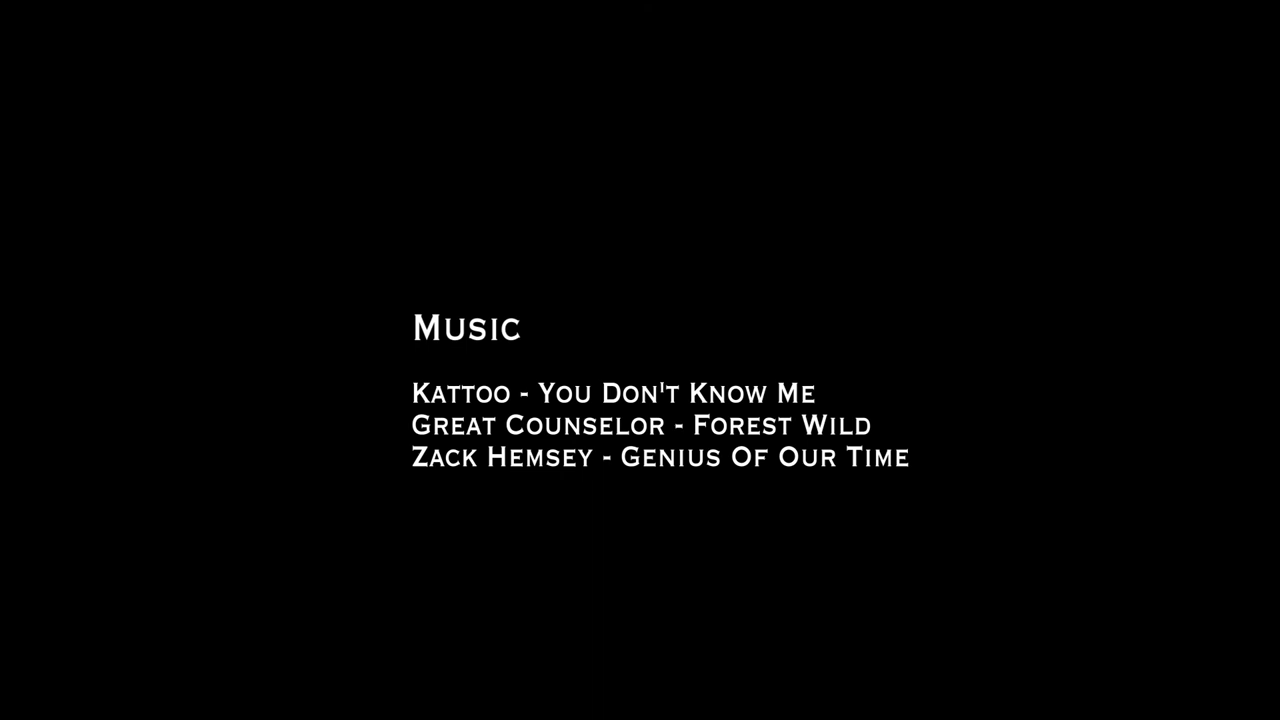 Music
Kattoo - You Don't Know Me
Great Counselor - Forest Wild
Zack Hemsey - Genius Of Our Time